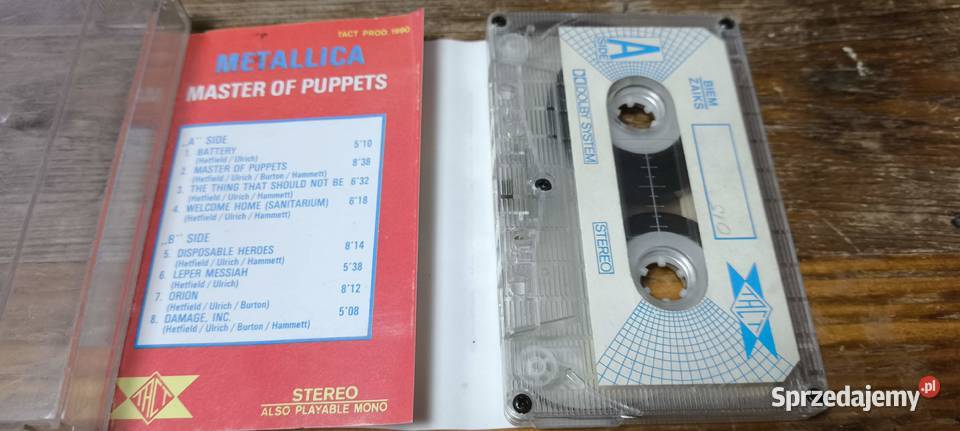 TACT PROD. 1990
METALLICA
MASTER OF PUPPETS
„A" SIDE
1. BATTERY 5'10
(Hetfield / Ulrich)
2. MASTER OF PUPPETS 8'38
(Hetfield / Ulrich / Burton / Hammett)
3. THE THING THAT SHOULD NOT BE 6'32
(Hetfield / Ulrich / Hammett)
4. WELCOME HOME (SANITARIUM) 6'18
(Hetfield / Ulrich / Hammett)
„B" SIDE
5. DISPOSABLE HEROES 8'14
(Hetfield / Ulrich / Hammett)
6. LEPER MESSIAH 5'38
(Hetfield / Ulrich)
7. ORION 8'12
(Hetfield / Ulrich / Burton)
8. DAMAGE, INC. 5'08
(Hetfield / Ulrich / Burton / Hammett)
TACT
STEREO
ALSO PLAYABLE MONO
A
SIDE
DOLBY SYSTEM
STEREO
BIEM
ZAIKS
TACT
Sprzedajemy.pl